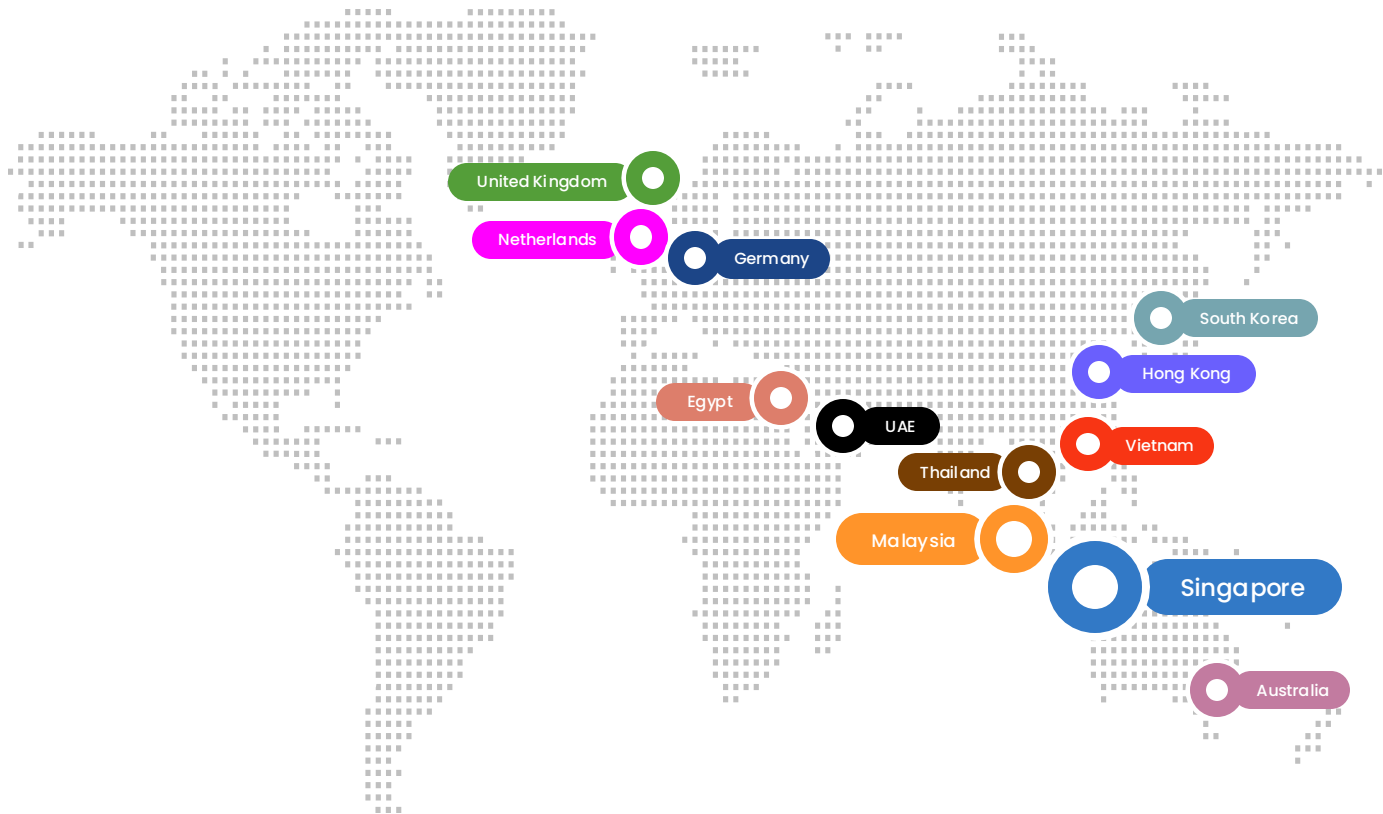 United Kingdom
Netherlands
Germany
South Korea
Hong Kong
Egypt
UAE
Vietnam
Thailand
Malaysia
Singapore
Australia